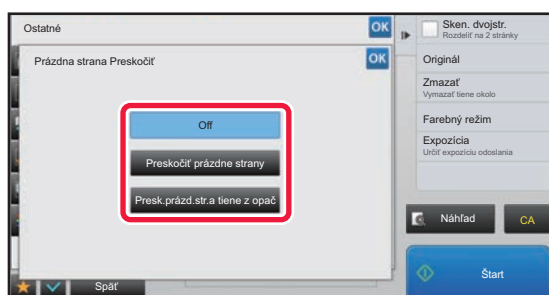 Ostatné
OK
Prázdna strana Preskočiť
OK
Off
Preskočiť prázdne strany
Presk.prázd.str.a tiene z opač
Späť
Sken. dvojstr.
Rozdeliť na 2 stránky
Originál
Zmazať
Vymazať tiene okolo
Farebný režim
Expozícia
Určiť expozíciu odoslania
Náhľad
CA
Štart